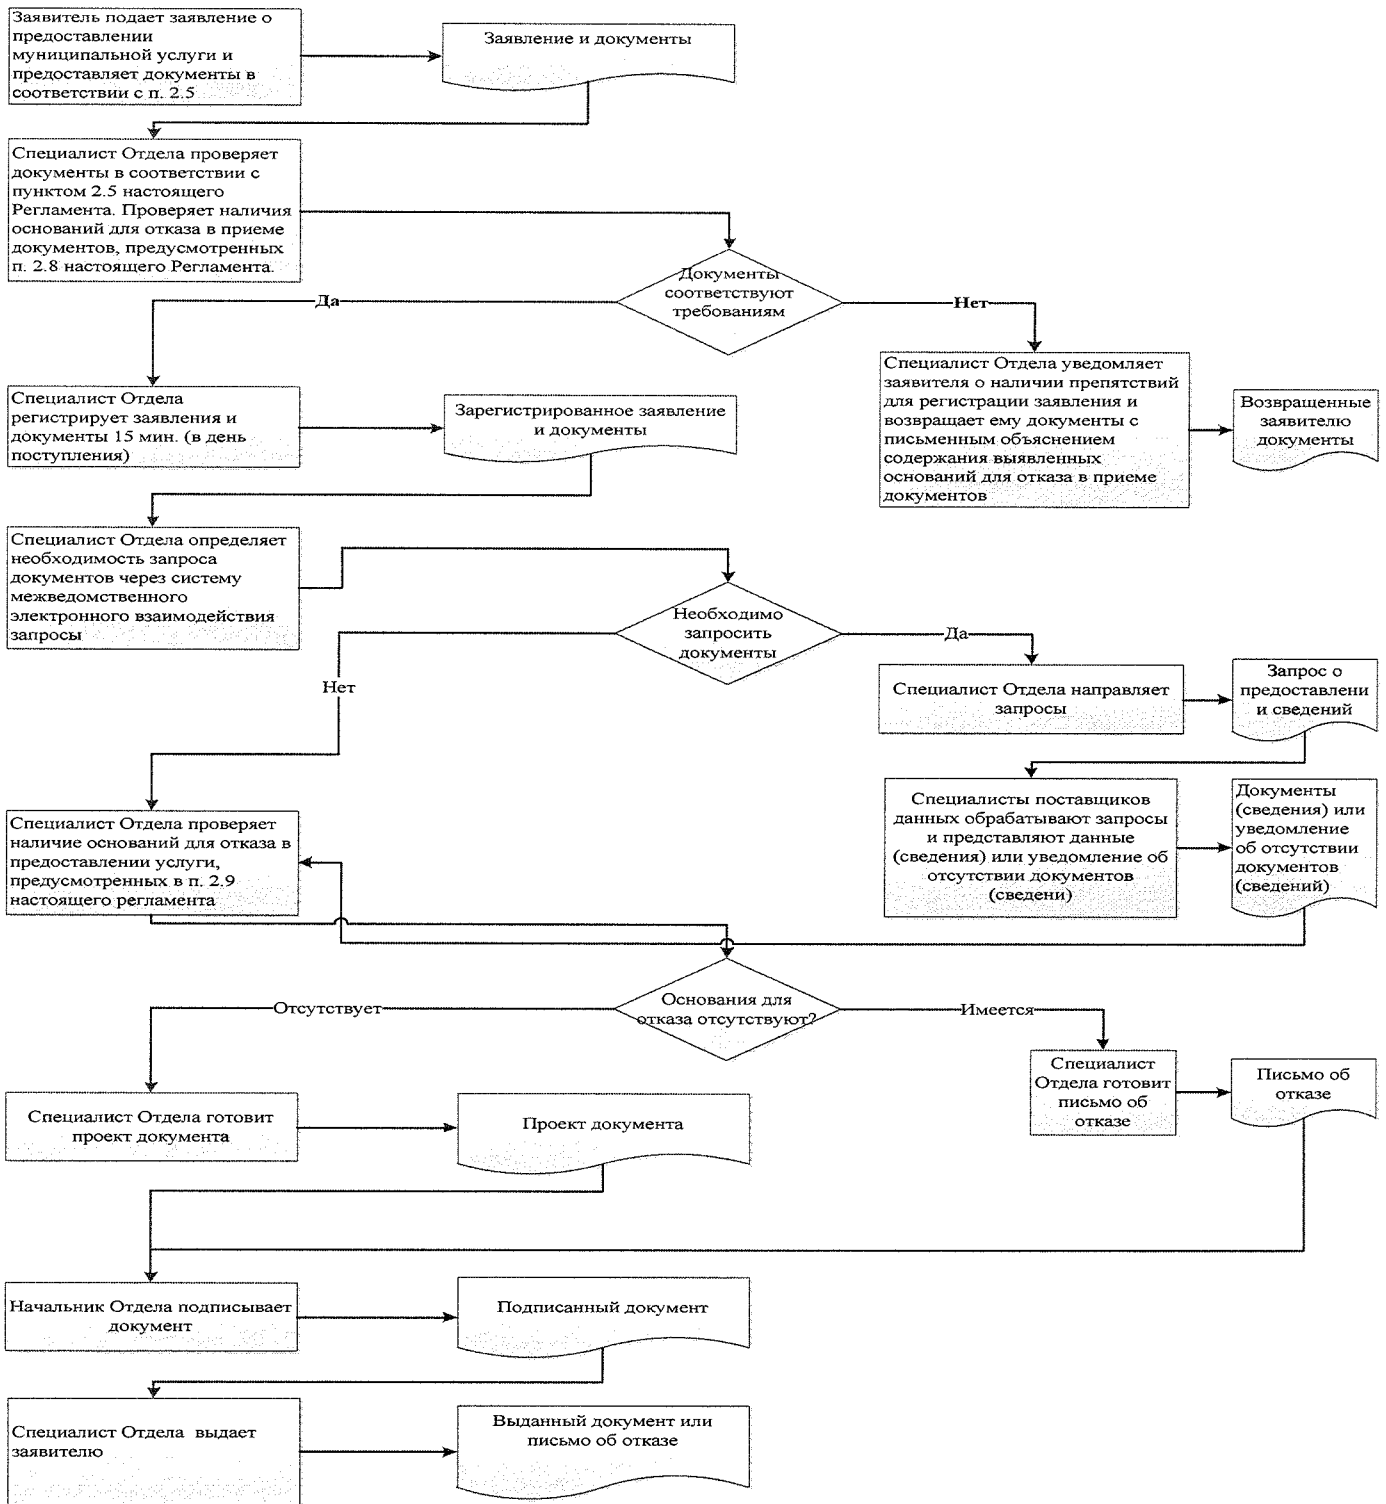 Заявитель подает заявление о
предоставлении
муниципальной услуги и
предоставляет документы в
соответствии с п. 2.5
Заявление и документы
Специалист Отдела проверяет
документы в соответствии с
пунктом 2.5 настоящего
Регламента. Проверяет наличия
оснований для отказа в приеме
документов, предусмотренных
п. 2.8 настоящего Регламента.
Документы
соответствуют
требованиям
Да
Нет
Специалист Отдела уведомляет
заявителя о наличии препятствий
для регистрации заявления и
возвращает ему документы с
письменным объяснением
содержания выявленных
оснований для отказа в приеме
документов
Возвращенные
заявителю
документы
Специалист Отдела
регистрирует заявления и
документы 15 мин. (в день
поступления)
Зарегистрированное заявление
и документы
Специалист Отдела определяет
необходимость запроса
документов через систему
межведомственного
электронного взаимодействия
запросы
Необходимо
запросить
документы
Да
Нет
Специалист Отдела направляет
запросы
Запрос о
предоставлени
и сведений
Специалисты поставщиков
данных обрабатывают запросы
и представляют данные
(сведения) или уведомление об
отсутствии документов
(сведени)
Документы
(сведения) или
уведомление
об отсутствии
документов
(сведений)
Специалист Отдела проверяет
наличие оснований для отказа в
предоставлении услуги,
предусмотренных в п. 2.9
настоящего регламента
Основания для
отказа отсутствуют?
Отсутствует
Имеется
Специалист
Отдела готовит
письмо об
отказе
Письмо об
отказе
Специалист Отдела готовит
проект документа
Проект документа
Начальник Отдела подписывает
документ
Подписанный документ
Специалист Отдела выдает
заявителю
Выданный документ или
письмо об отказе